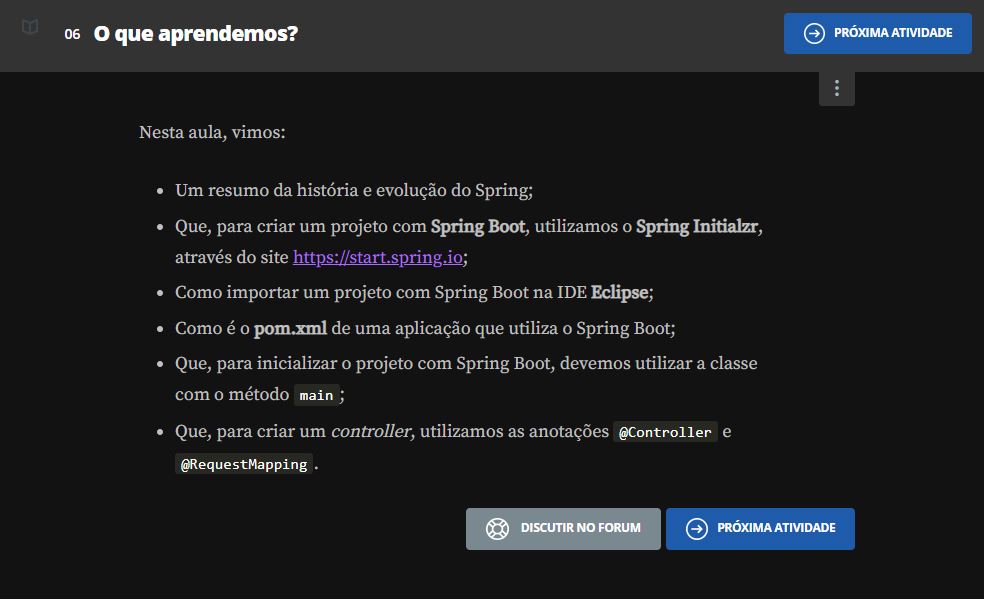 06 O que aprendemos?
PRÓXIMA ATIVIDADE
Nesta aula, vimos:
• Um resumo da história e evolução do Spring;
• Que, para criar um projeto com Spring Boot, utilizamos o Spring Initialzr,
através do site https://start.spring.io;
• Como importar um projeto com Spring Boot na IDE Eclipse;
• Como é o pom.xml de uma aplicação que utiliza o Spring Boot;
• Que, para inicializar o projeto com Spring Boot, devemos utilizar a classe
com o método main;
• Que, para criar um controller, utilizamos as anotações @Controller e
@RequestMapping.
DISCUTIR NO FORUM
PRÓXIMA ATIVIDADE